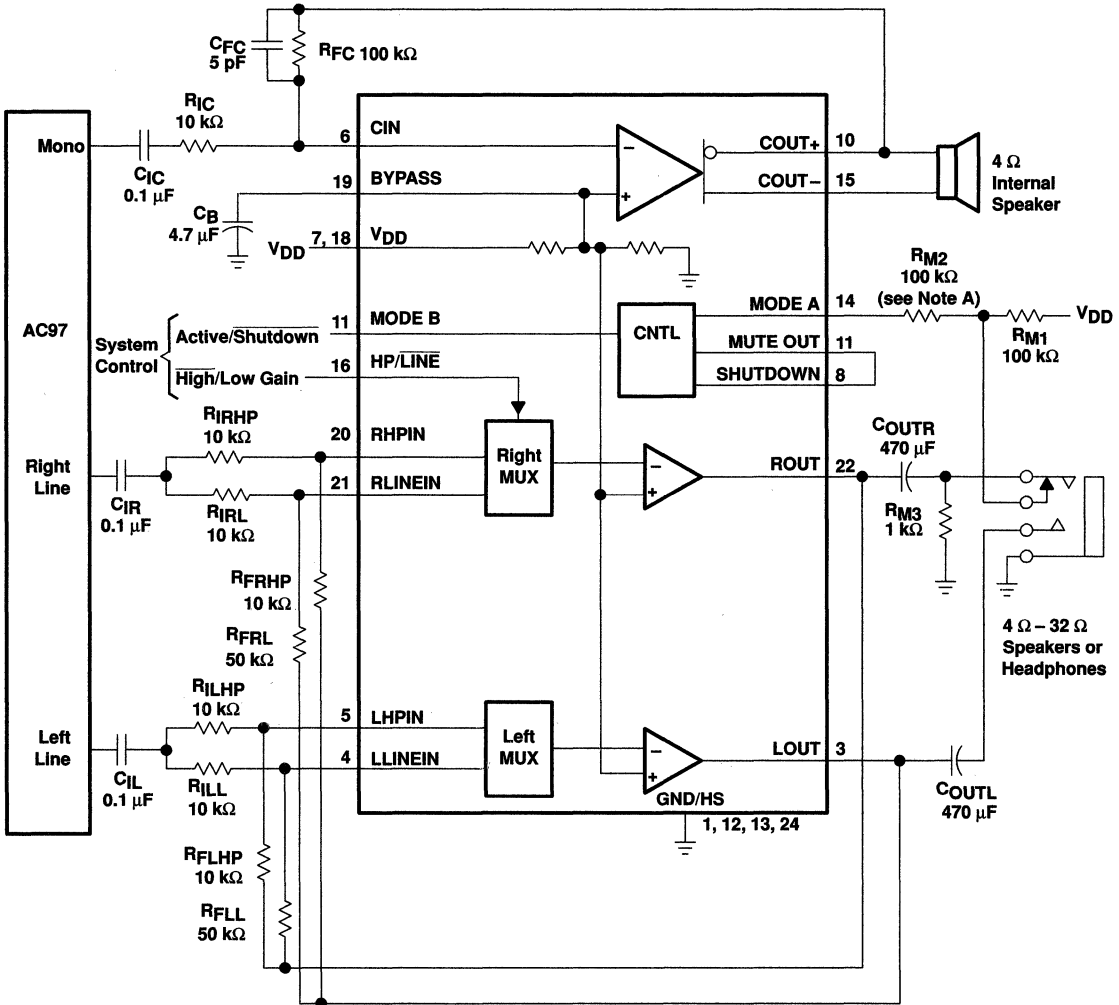 CFC
5 pF
RFC 100 kΩ
RIC
10 kΩ
Mono
CIC
0.1 μF
6
CIN
COUT+
10
COUT−
15
4 Ω
Internal
Speaker
−
+
19
BYPASS
CB
4.7 μF
VDD
7, 18
VDD
RM2
100 kΩ
(see Note A)
MODE A
14
VDD
RM1
100 kΩ
AC97
System
Control
Active/Shutdown
11
MODE B
CNTL
MUTE OUT
11
SHUTDOWN
8
High/Low Gain
16
HP/LINE
RIRHP
10 kΩ
20
RHPIN
Right
Line
CIR
0.1 μF
21
RLINEIN
RIRL
10 kΩ
Right
MUX
−
+
ROUT
22
COUTR
470 μF
RM3
1 kΩ
RFRHP
10 kΩ
RFRL
50 kΩ
4 Ω – 32 Ω
Speakers or
Headphones
RILHP
10 kΩ
5
LHPIN
Left
Line
CIL
0.1 μF
4
LLINEIN
RILL
10 kΩ
Left
MUX
−
+
LOUT
3
COUTL
470 μF
GND/HS
1, 12, 13, 24
RFLHP
10 kΩ
RFLL
50 kΩ